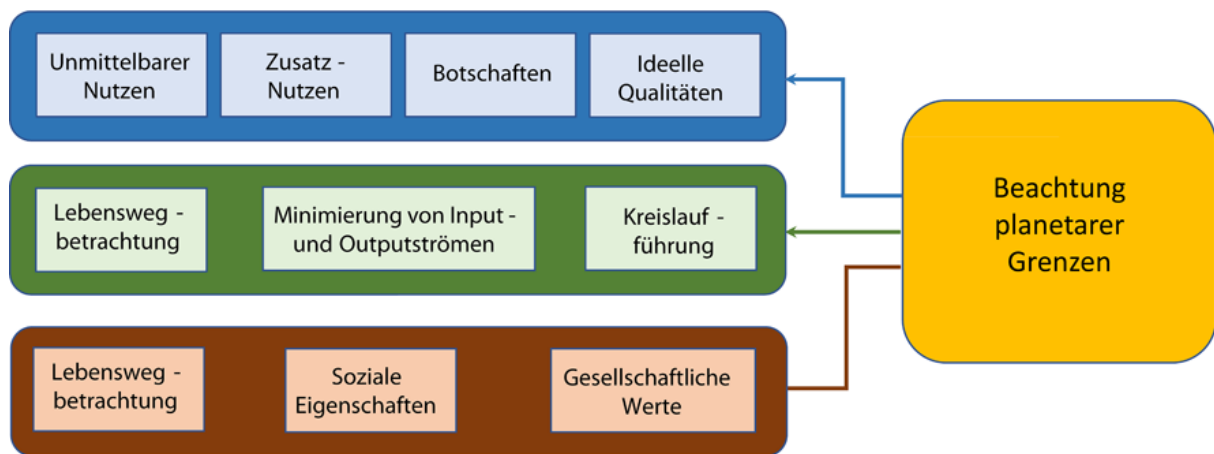 Unmittelbarer
Nutzen
Zusatz -
Nutzen
Botschaften
Ideelle
Qualitäten
Lebensweg -
betrachtung
Minimierung von Input -
und Outputströmen
Kreislauf -
führung
Lebensweg -
betrachtung
Soziale
Eigenschaften
Gesellschaftliche
Werte
Beachtung
planetarer
Grenzen